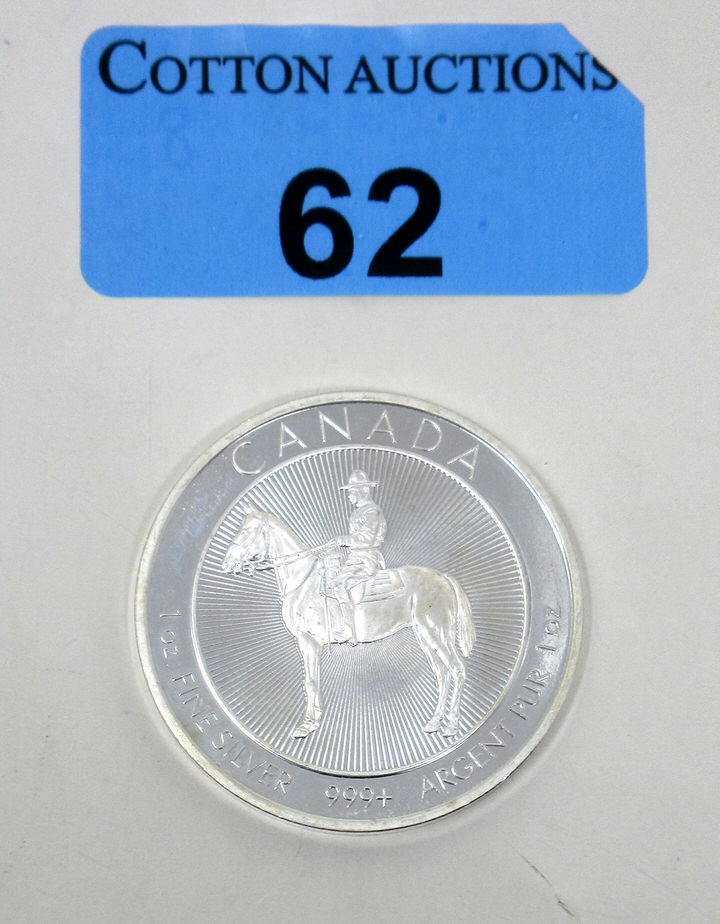 COTTON AUCTIONS
62
CANADA
1 oz FINE SILVER 999+ ARGENT PUR 1 oz